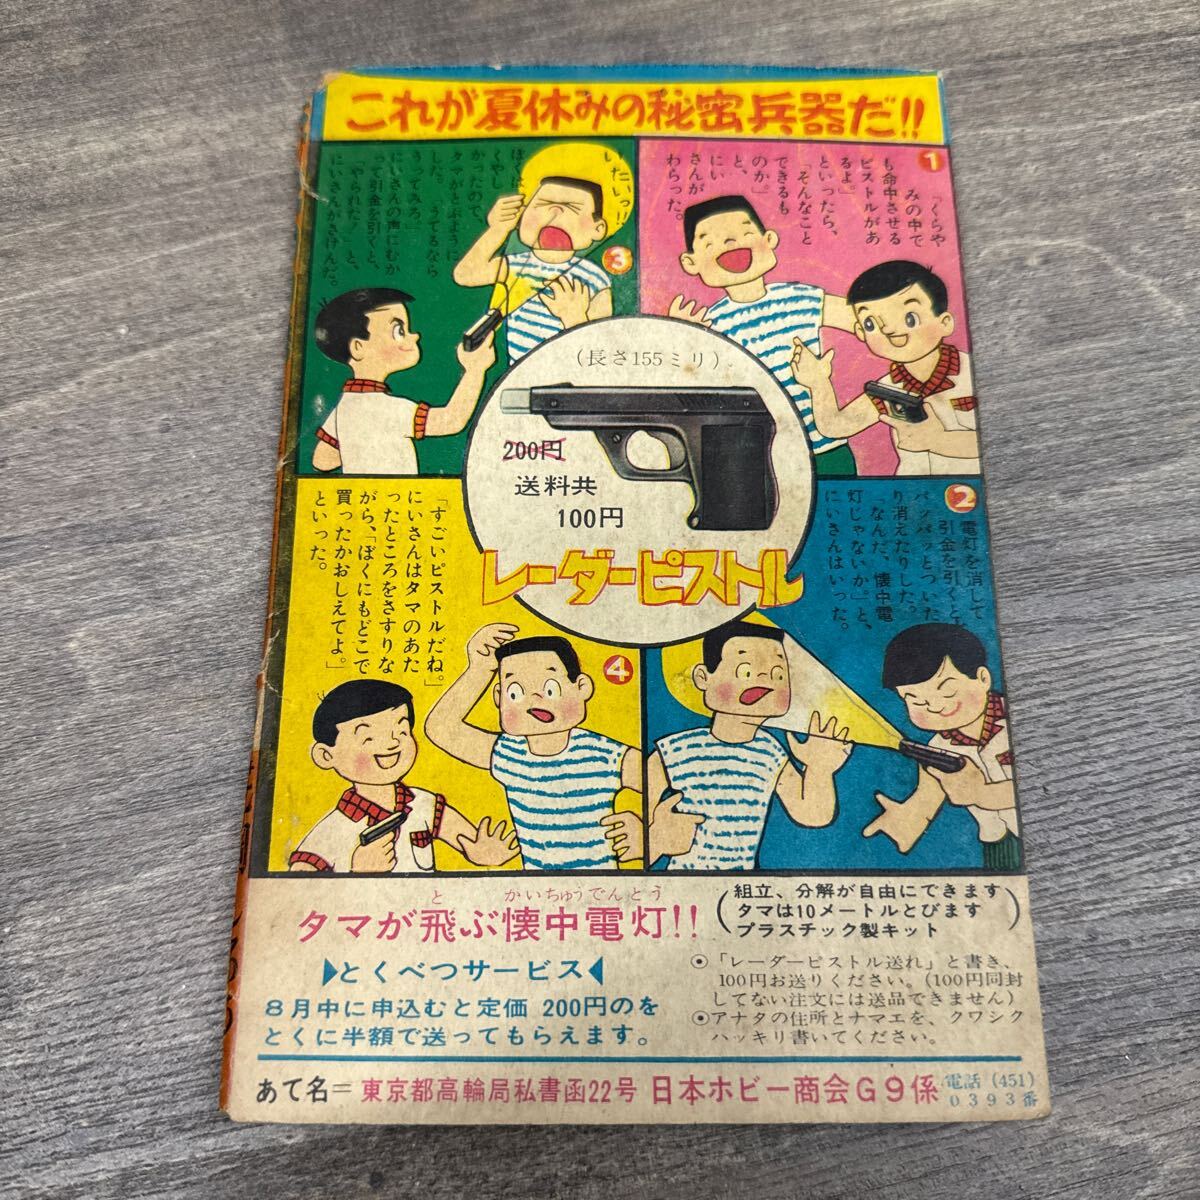 これが夏休みの秘密兵器だ!!
1
「くらや
みの中で
も命中させる
ピストルがあ
るよ。」
といったら、
「そんなこと
できるも
のか。」
と、
にい
さんが
わらった。
2
電灯を消して
引金を引くと、
パッパッとついた
り消えたりした。
「なんだ、懐中電
灯じゃないか。」と、
にいさんはいった。
3
いたいっ!!
くやし
かったので、
タマがとぶように
した。「うてるなら
うってみろ。」
にいさんの声にむか
って引金を引くと、
「やられた!」と、
にいさんがさけんだ。
4
「すごいピストルだね。」
にいさんはタマのあた
ったところをさすりな
がら、「ぼくにもどこで
買ったかおしえてよ。」
といった。
(長さ155ミリ)
200円
送料共
100円
レーダーピストル
と かいちゅうでんとう
タマが飛ぶ懐中電灯!!
(組立、分解が自由にできます
タマは10メートルとびます
プラスチック製キット)
▶とくべつサービス◀
8月中に申込むと定価 200円のを
とくに半額で送ってもらえます。
⊙「レーダーピストル送れ」と書き、
100円お送りください。(100円同封
してない注文には送品できません)
⊙アナタの住所とナマエを、クワシク
ハッキリ書いてください。
あて名=東京都高輪局私書函22号 日本ホビー商会G9係
電話(451)
0393番